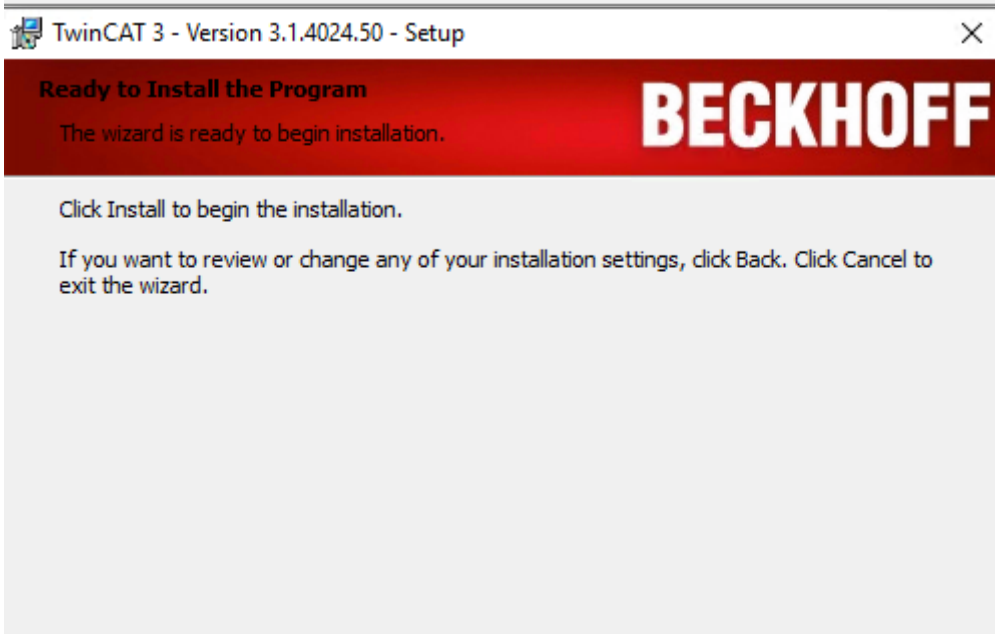 TwinCAT 3 - Version 3.1.4024.50 - Setup
Ready to Install the Program
BECKHOFF
The wizard is ready to begin installation.
Click Install to begin the installation.
If you want to review or change any of your installation settings, click Back. Click Cancel to
exit the wizard.